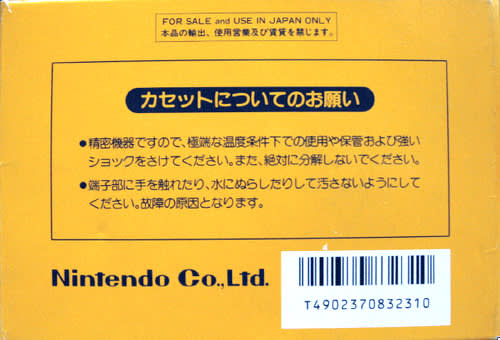 FOR SALE and USE IN JAPAN ONLY
本品の輸出、使用営業及び賃貸を禁じます。
カセットについてのお願い
●精密機器ですので、極端な温度条件下での使用や保管および強い
ショックをさけてください。また、絶対に分解しないでください。
●端子部に手を触れたり、水にぬらしたりして汚さないようにして
ください。故障の原因となります。
Nintendo Co.,Ltd.
T4902370832310